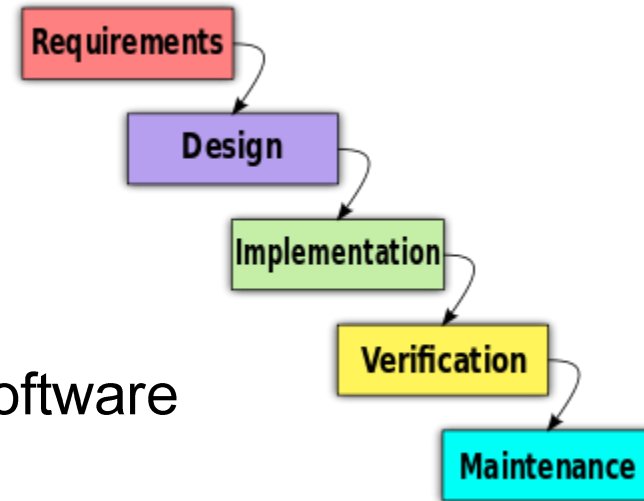 Requirements
Design
Implementation
Verification
oftware
Maintenance